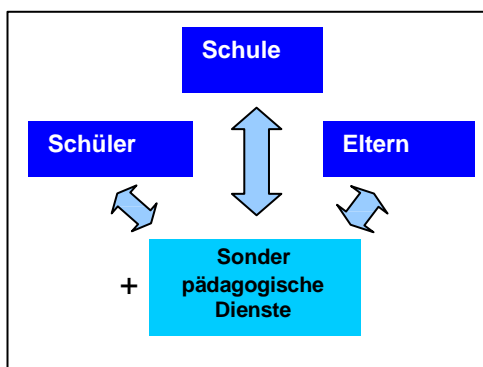 Schule
Schüler
Eltern
+
Sonder
pädagogische
Dienste